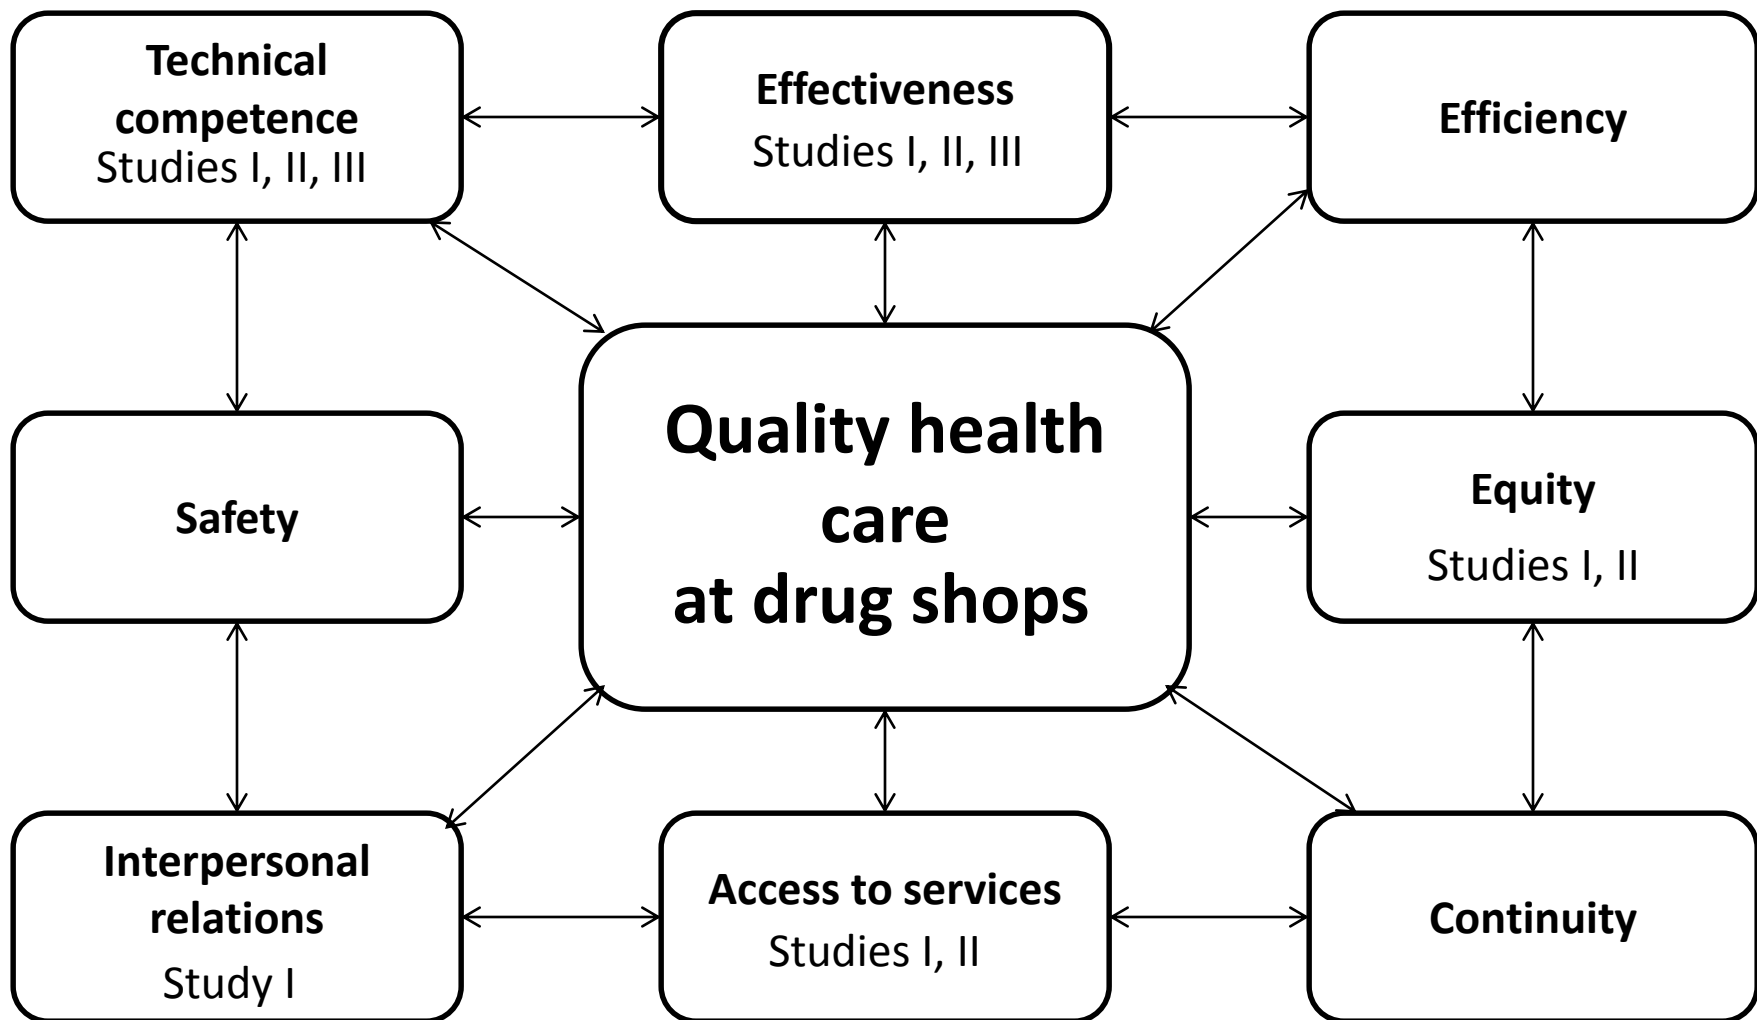 Technical
competence
Studies I, II, III
Effectiveness
Studies I, II, III
Efficiency
Safety
Quality health
care
at drug shops
Equity
Studies I, II
Interpersonal
relations
Study I
Access to services
Studies I, II
Continuity